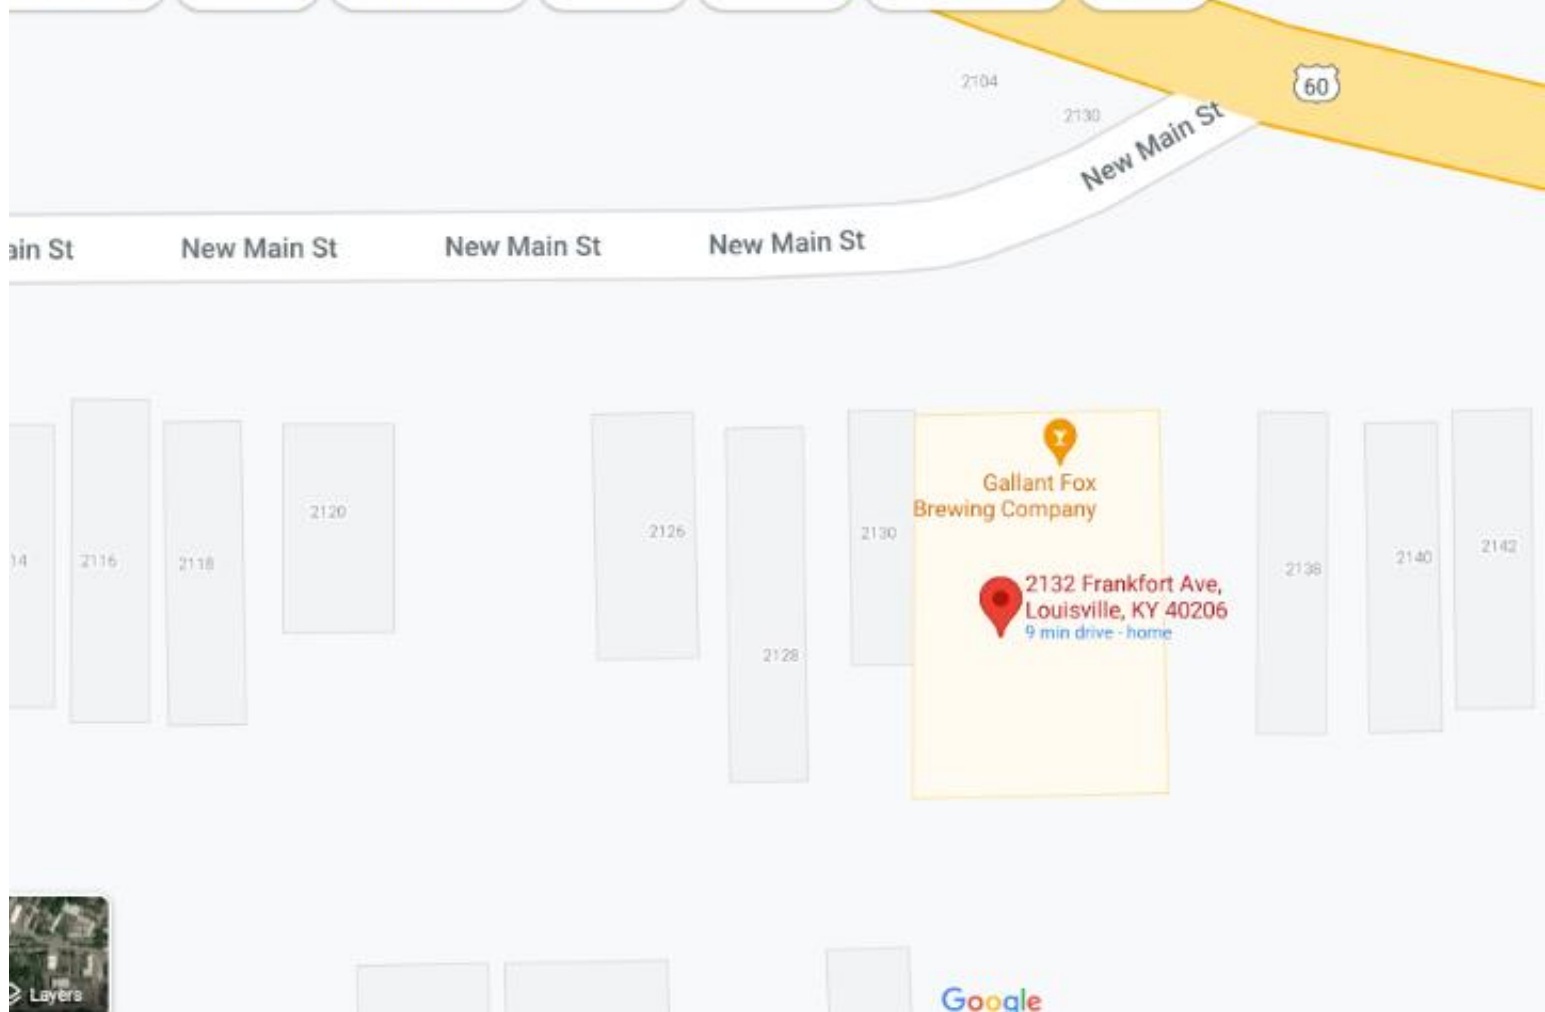 60
2104
2130
New Main St
ain St
New Main St
New Main St
New Main St
Gallant Fox
Brewing Company
2120
2126
2130
2142
14
2116
2118
2140
2138
2132 Frankfort Ave,
Louisville, KY 40206
9 min drive - home
2128
Layers
Google